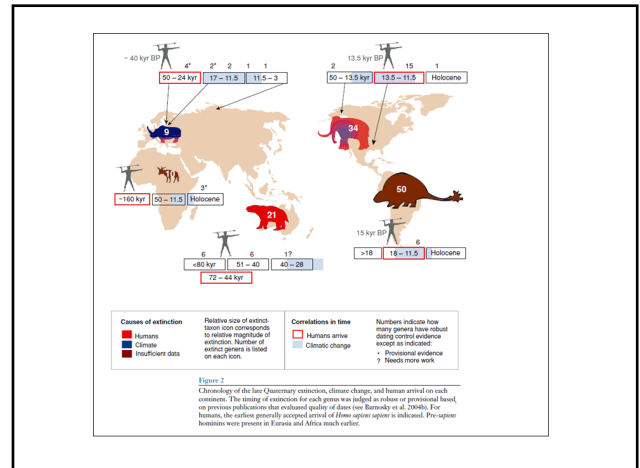 ~ 40 kyr BP
4* 2* 2 1 1
50 – 24 kyr 17 – 11.5 11.5 – 3
13.5 kyr BP
2 15 1
50 – 13.5 kyr 13.5 – 11.5 Holocene
9
34
3*
~160 kyr 50 – 11.5 Holocene
21
50
15 kyr BP
6
>18 18 – 11.5 Holocene
6 6 1?
<80 kyr 51 – 40 40 – 28
72 – 44 kyr
Causes of extinction
Humans
Climate
Insufficient data
Relative size of extinct-
taxon icon corresponds
to relative magnitude of
extinction. Number of
extinct genera is listed
on each icon.
Correlations in time
Humans arrive
Climatic change
Numbers indicate how
many genera have robust
dating control evidence
except as indicated:
* Provisional evidence
? Needs more work
Figure 2
Chronology of the late Quaternary extinction, climate change, and human arrival on each
continent. The timing of extinction for each genus was judged as robust or provisional based,
on previous publications that evaluated quality of dates (see Barnosky et al. 2004b). For
humans, the earliest generally accepted arrival of Homo sapiens sapiens is indicated. Pre-sapiens
hominins were present in Eurasia and Africa much earlier.